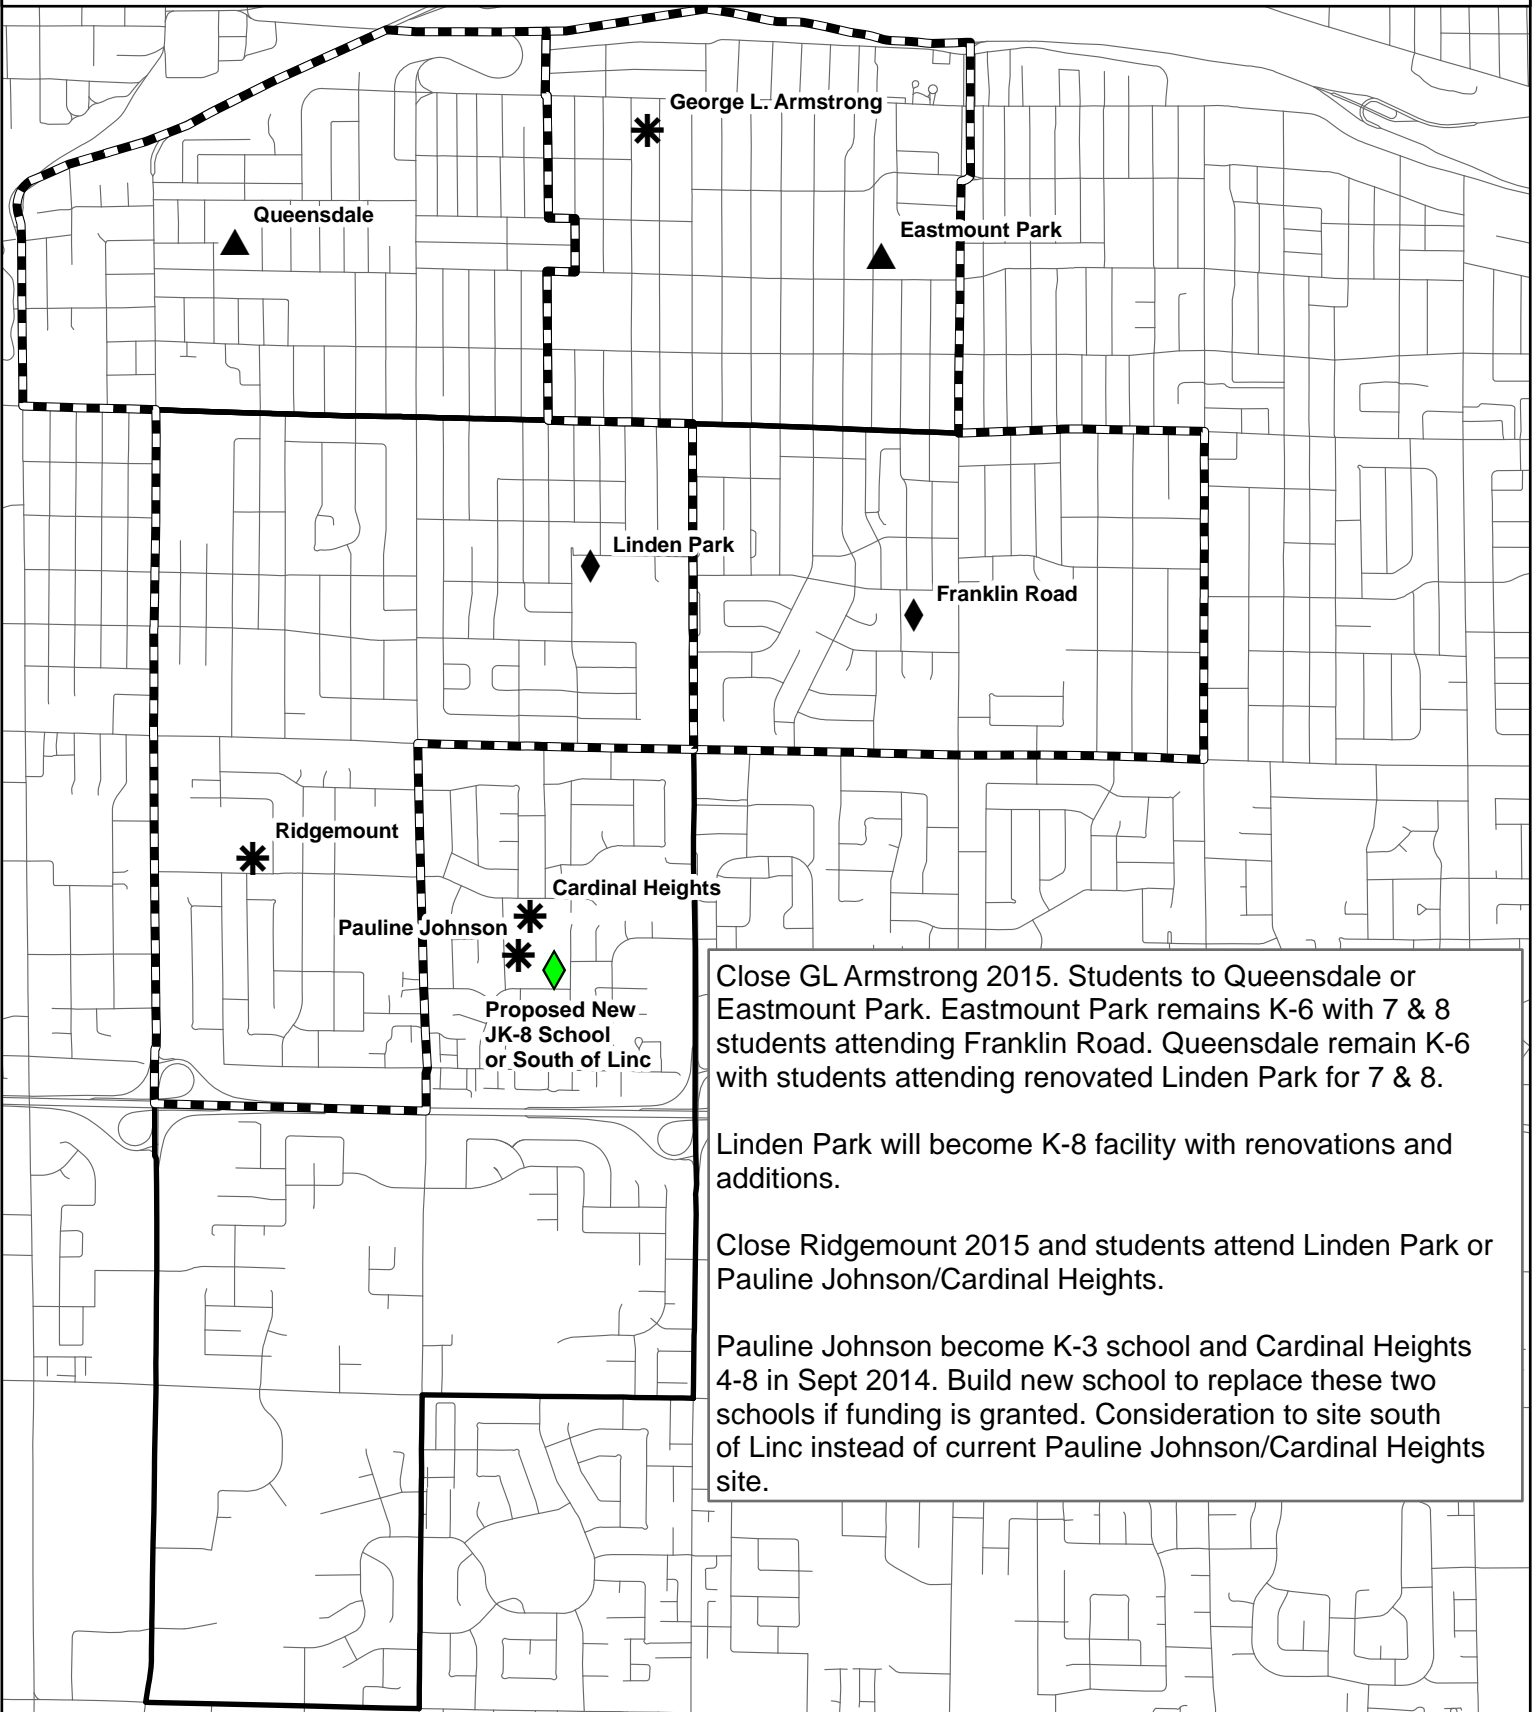 George L. Armstrong
Queensdale
Eastmount Park
Linden Park
Franklin Road
Ridgemount
Cardinal Heights
Pauline Johnson
Proposed New
JK-8 School
or South of Linc
Close GL Armstrong 2015. Students to Queensdale or
Eastmount Park. Eastmount Park remains K-6 with 7 & 8
students attending Franklin Road. Queensdale remain K-6
with students attending renovated Linden Park for 7 & 8.
Linden Park will become K-8 facility with renovations and
additions.
Close Ridgemount 2015 and students attend Linden Park or
Pauline Johnson/Cardinal Heights.
Pauline Johnson become K-3 school and Cardinal Heights
4-8 in Sept 2014. Build new school to replace these two
schools if funding is granted. Consideration to site south
of Linc instead of current Pauline Johnson/Cardinal Heights
site.